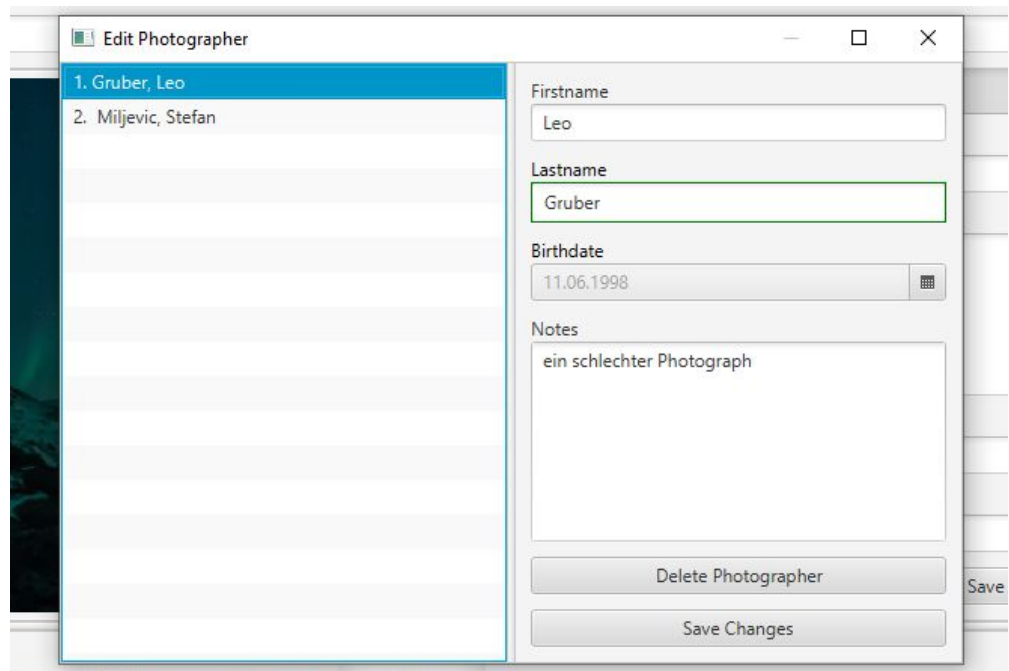 Edit Photographer
1. Gruber, Leo
2. Miljevic, Stefan
Firstname
Leo
Lastname
Gruber
Birthdate
11.06.1998
Notes
ein schlechter Photograph
Delete Photographer
Save Changes
Save